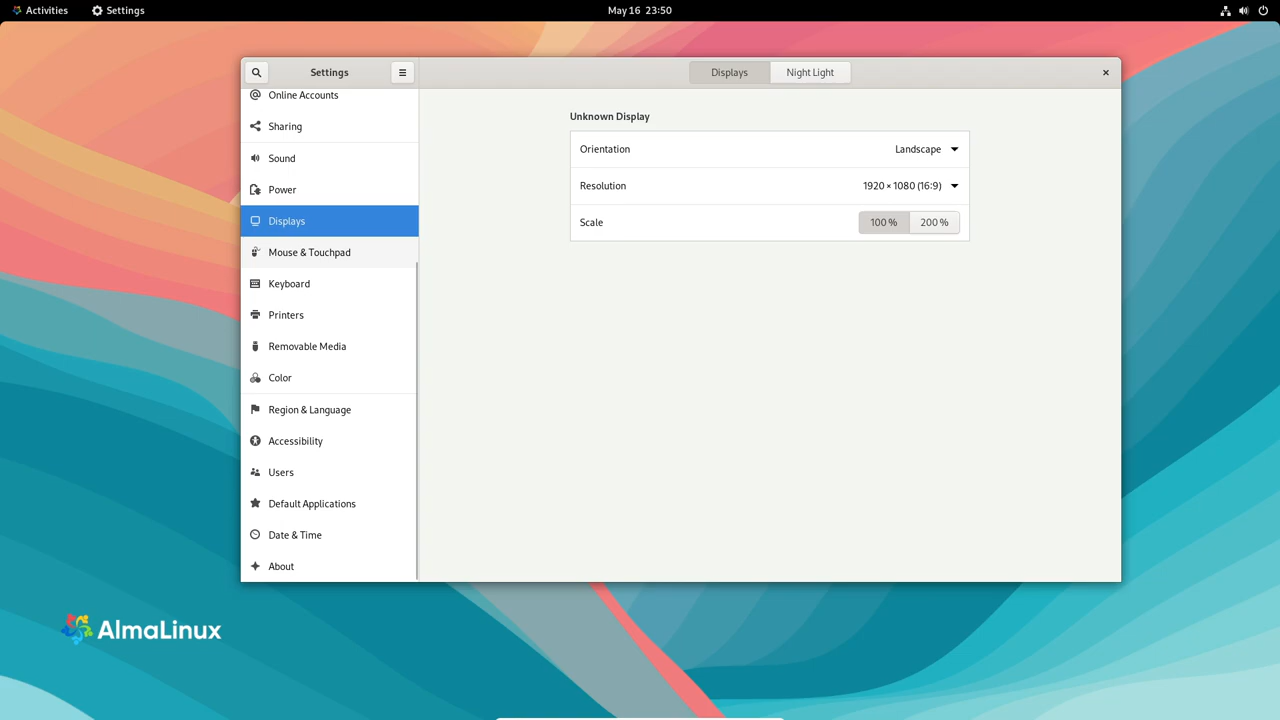 Activities
Settings
May 16 23:50
Settings
Displays
Night Light
Online Accounts
Sharing
Sound
Power
Displays
Mouse & Touchpad
Keyboard
Printers
Removable Media
Color
Region & Language
Accessibility
Users
Default Applications
Date & Time
About
Unknown Display
Orientation Landscape
Resolution 1920 × 1080 (16:9)
Scale 100 % 200 %
AlmaLinux